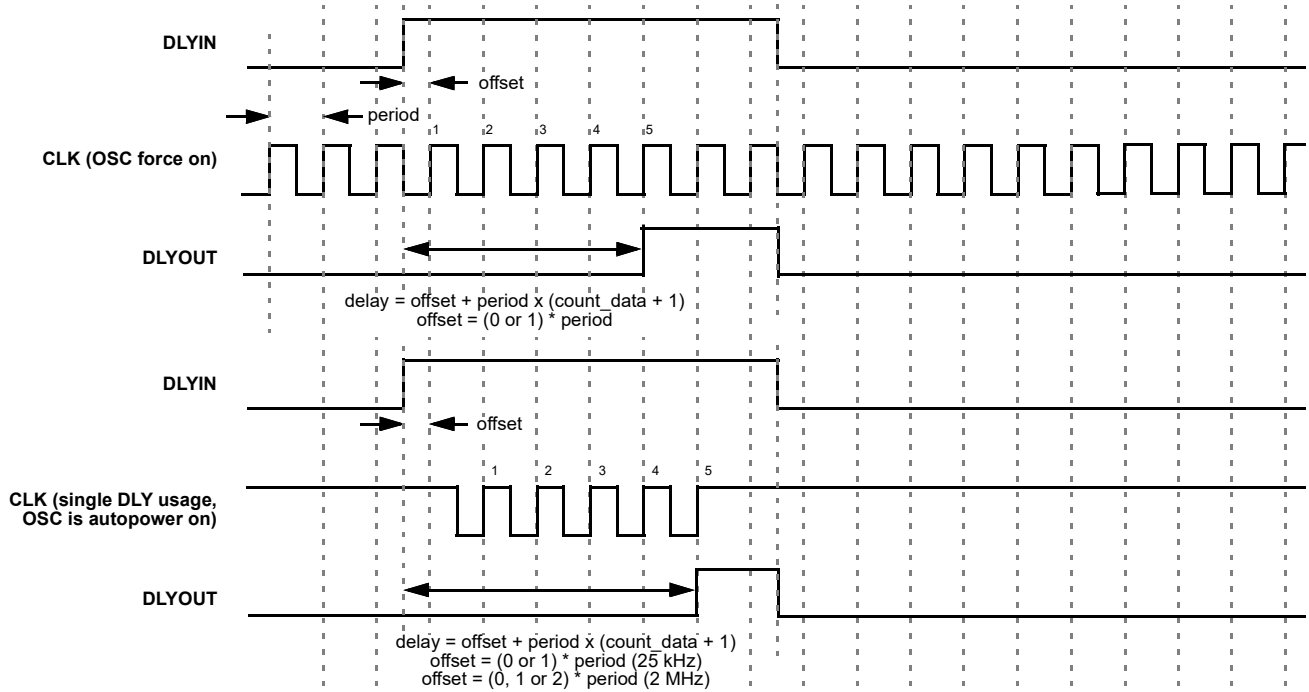 DLYIN
offset
period
1 2 3 4 5
CLK (OSC force on)
DLYOUT
delay = offset + period x (count_data + 1)
offset = (0 or 1) * period
DLYIN
offset
1 2 3 4 5
CLK (single DLY usage,
OSC is autopower on)
DLYOUT
delay = offset + period x (count_data + 1)
offset = (0 or 1) * period (25 kHz)
offset = (0, 1 or 2) * period (2 MHz)